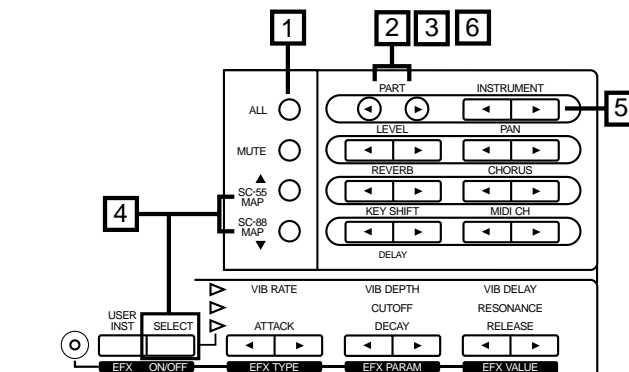 1
2 3 6
PART INSTRUMENT
ALL
5
LEVEL PAN
MUTE
REVERB CHORUS
SC-55
MAP
4
KEY SHIFT MIDI CH
SC-88
MAP
DELAY
VIB RATE VIB DEPTH VIB DELAY
CUTOFF RESONANCE
USER
INST SELECT ATTACK DECAY RELEASE
EFX ON/OFF EFX TYPE EFX PARAM EFX VALUE